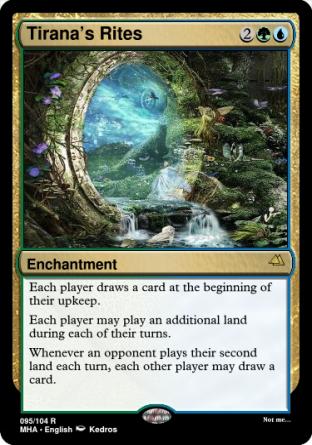 Tirana's Rites 2
Enchantment
Each player draws a card at the beginning of
their upkeep.
Each player may play an additional land
during each of their turns.
Whenever an opponent plays their second
land each turn, each other player may draw a
card.
095/104 R
Not me...
MHA • English Kedros